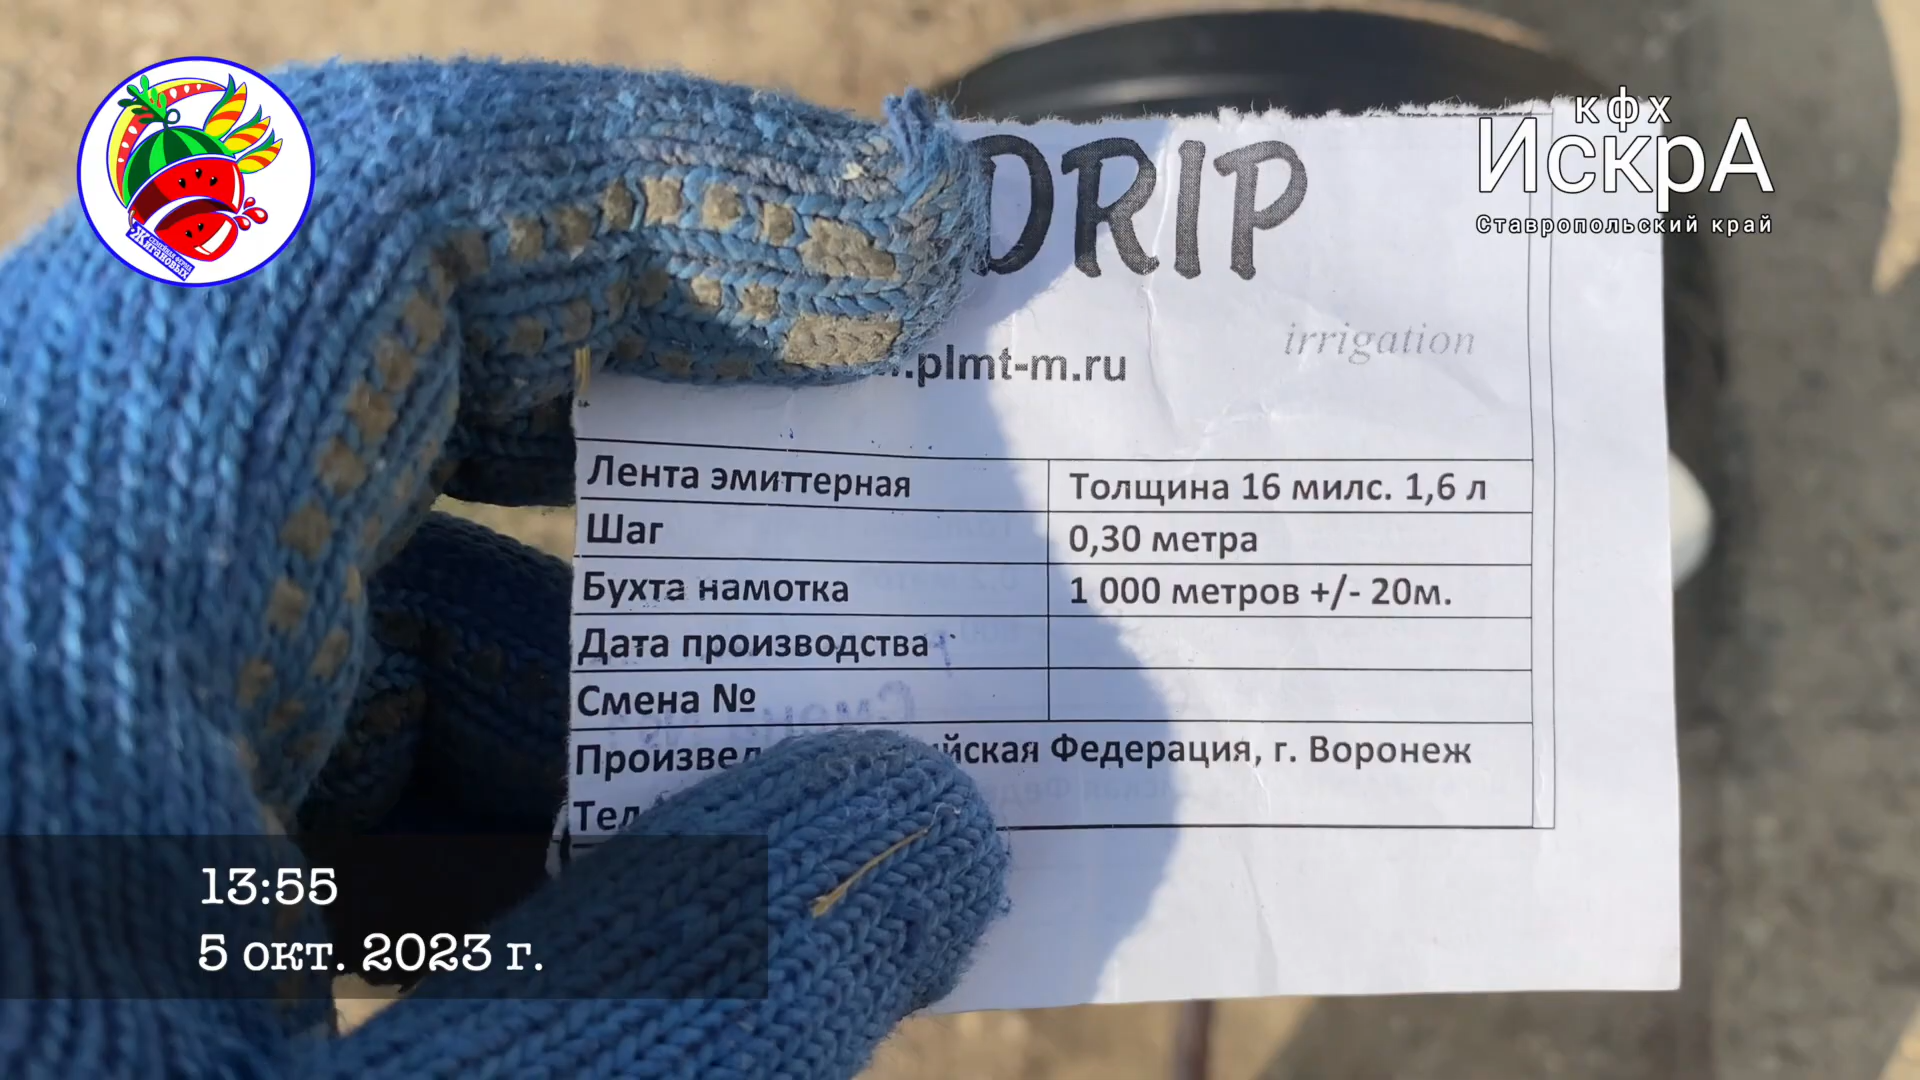 кфх
ИскрА
Ставропольский край
Жигановых
DRIP
irrigation
.plmt-m.ru
Лента эмиттерная Толщина 16 милс. 1,6 л
Шаг 0,30 метра
Бухта намотка 1 000 метров +/- 20м.
Дата производства
Смена №
Федерация, г. Воронеж
13:55
5 окт. 2023 г.